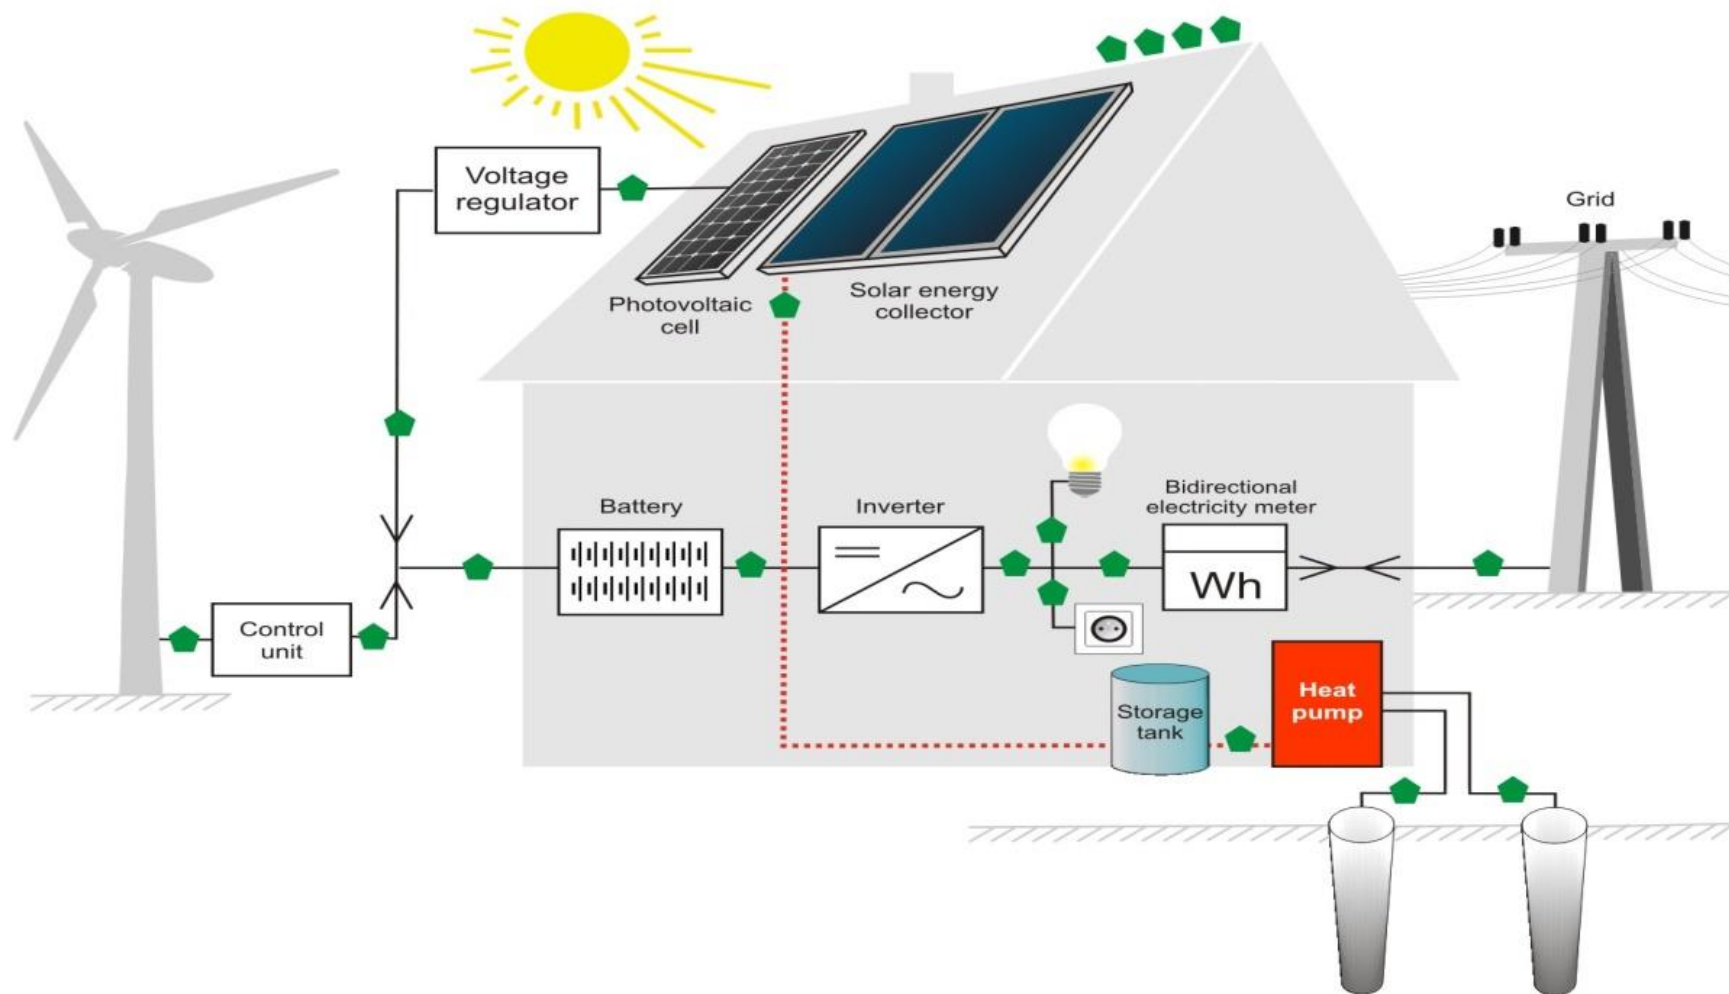 Voltage
regulator
Grid
Photovoltaic
cell
Solar energy
collector
Battery
Inverter
Bidirectional
electricity meter
Wh
Control
unit
Storage
tank
Heat
pump